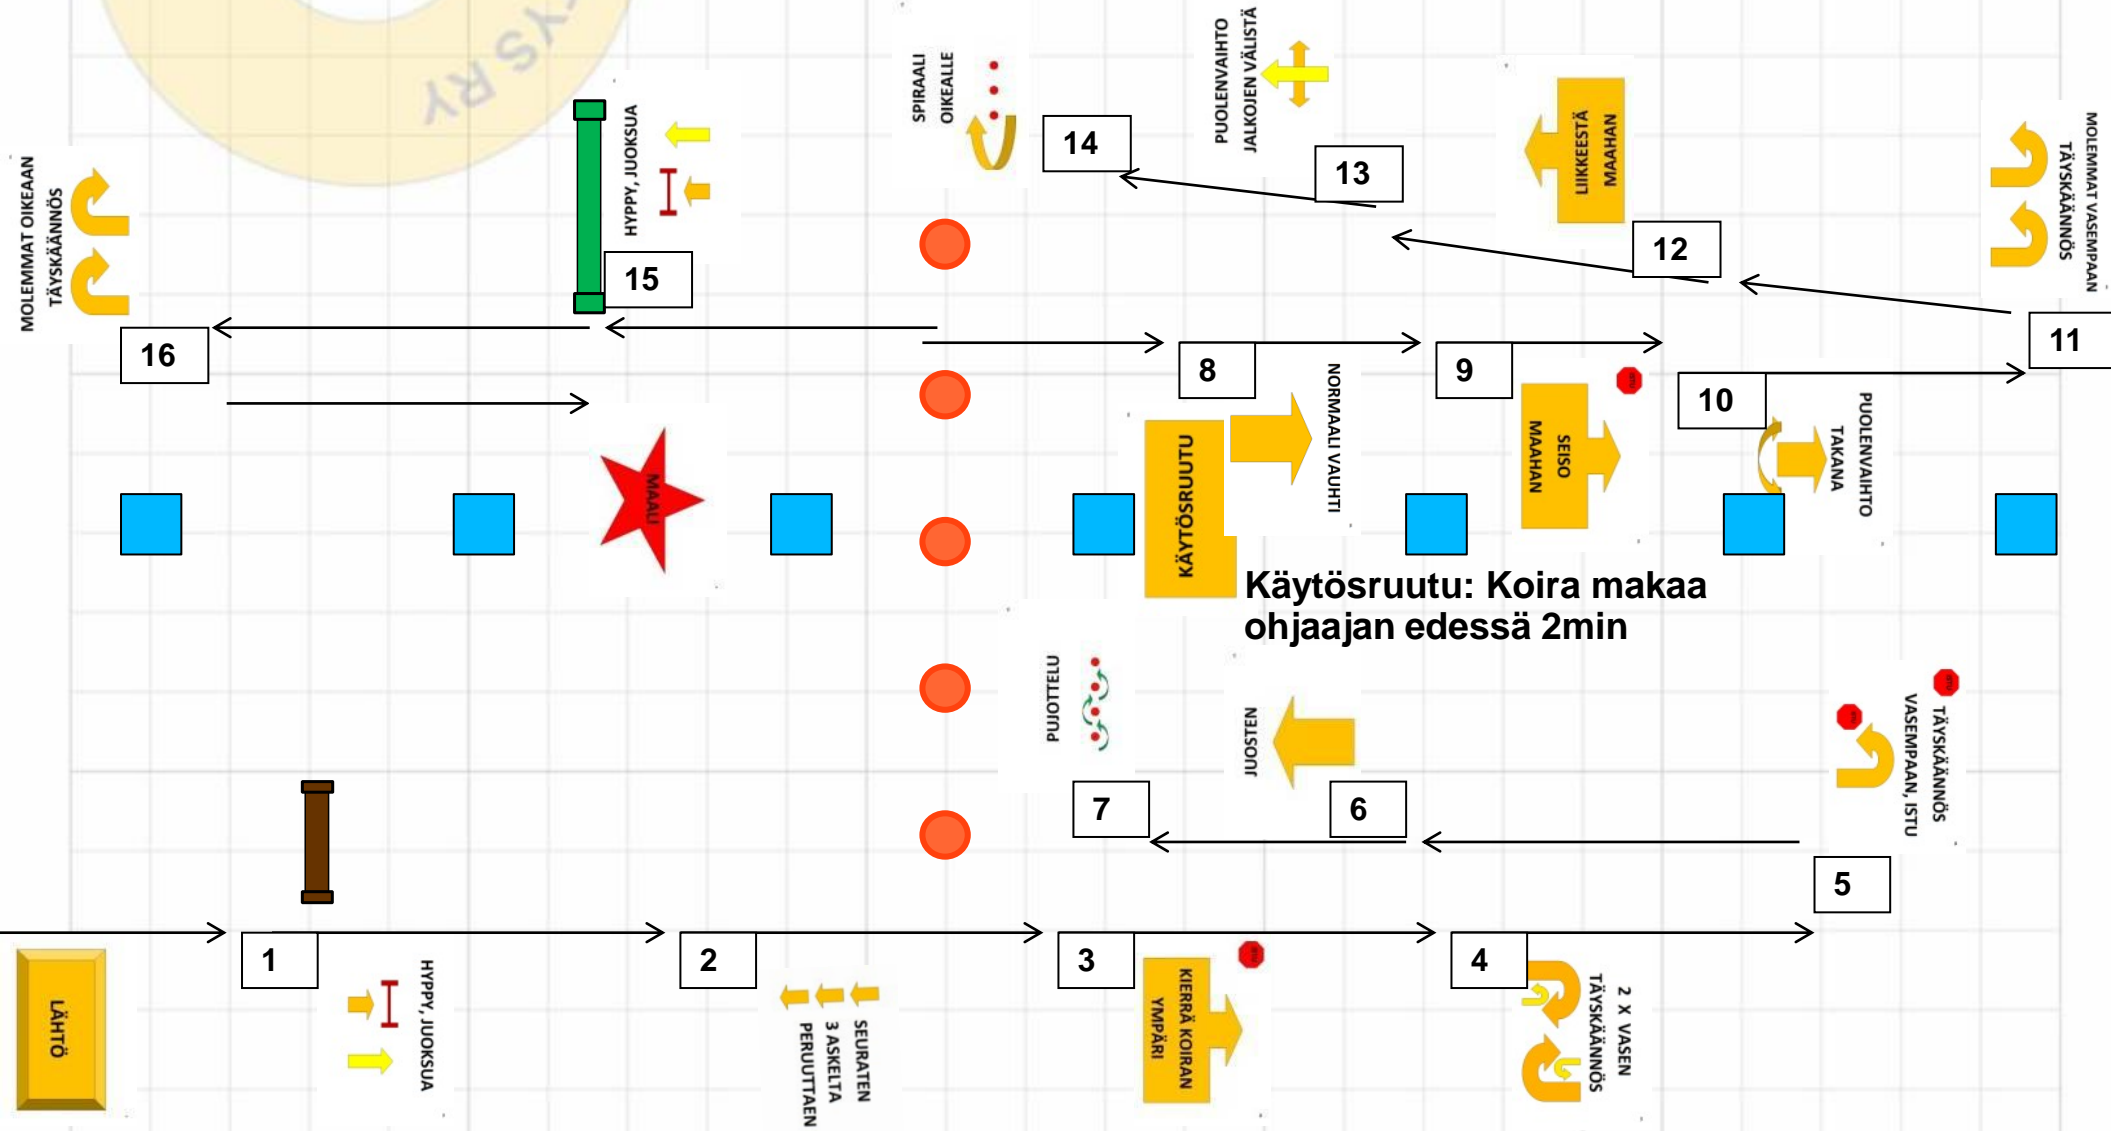 YS RY
SPIRAALI
OIKEALLE
PUOLENVAIHTO
JALKOJEN VÄLISTÄ
LIIKKEESTÄ
MAAHAN
MOLEMMAT VASEMPAAN
TÄYSKÄÄNNÖS
HYPPY, JUOKSUA
MOLEMMAT OIKEAAN
TÄYSKÄÄNNÖS
14
13
12
11
15
16
8
9
10
NORMAALI VAUHTI
SEISO
MAAHAN
PUOLENVAIHTO
TAKANA
KÄYTÖSRUUTU
MAALI
Käytösruutu: Koira makaa
ohjaajan edessä 2min
PUJOTTELU
JUOSTEN
TÄYSKÄÄNNÖS
VASEMPAAN, ISTU
7
6
5
1
2
3
4
LÄHTÖ
HYPPY, JUOKSUA
SEURATEN
3 ASKELTA
PERUUTTAEN
KIERRÄ KOIRAN
YMPÄRI
2 X VASEN
TÄYSKÄÄNNÖS